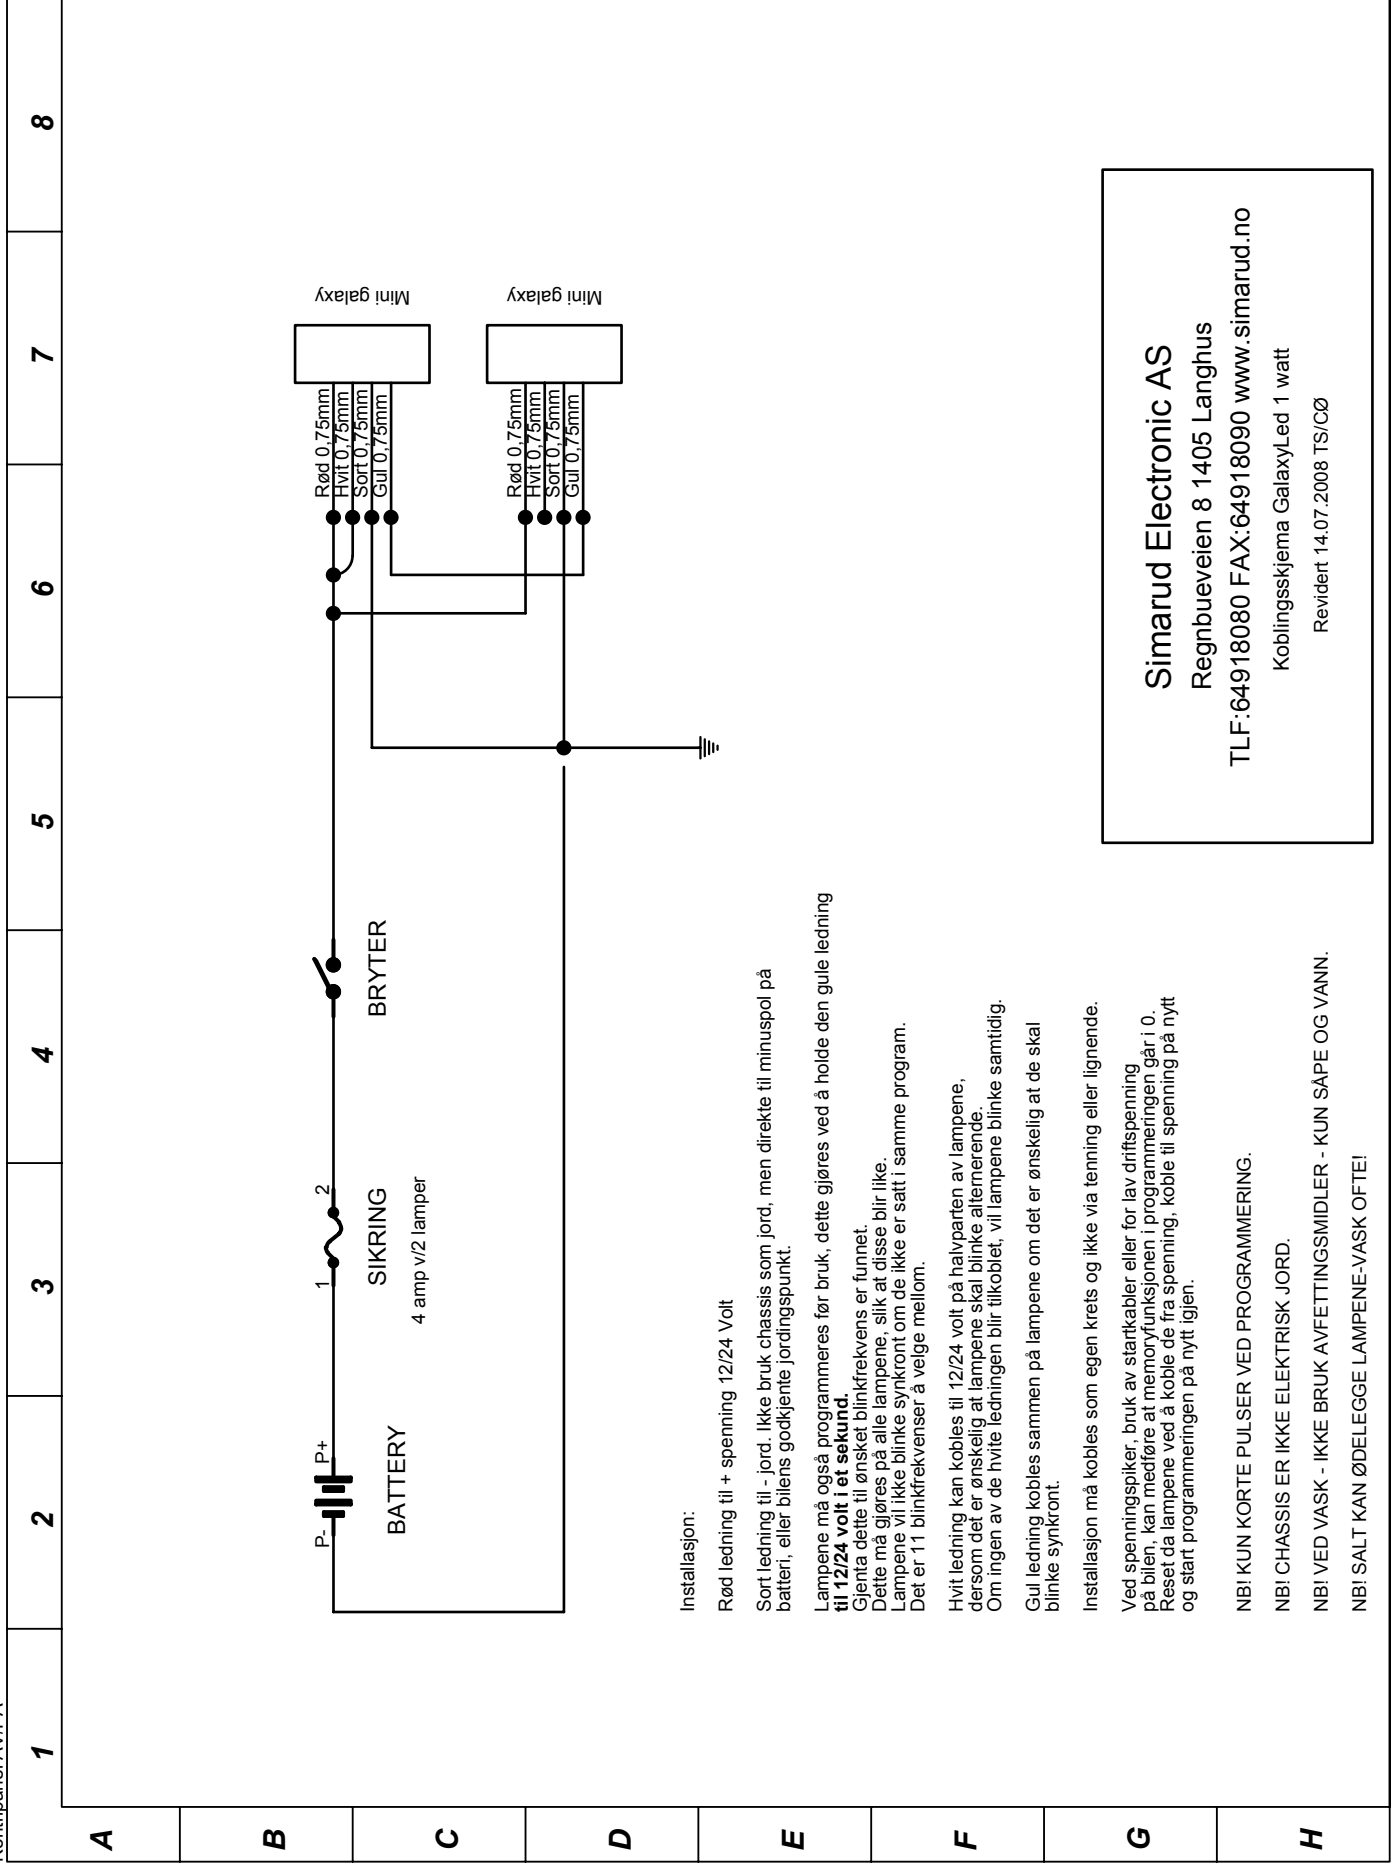 1
2
3
4
5
6
7
8
A
B
C
D
E
F
G
H
P-
P+
BATTERY
1
2
SIKRING
4 amp v/2 lamper
BRYTER
Rød 0,75mm
Hvit 0,75mm
Sort 0,75mm
Gul 0,75mm
Mini galaxy
Rød 0,75mm
Hvit 0,75mm
Sort 0,75mm
Gul 0,75mm
Mini galaxy
Installasjon:
Rød ledning til + spenning 12/24 Volt
Sort ledning til - jord. Ikke bruk chassis som jord, men direkte til minuspol på
batteri, eller bilens godkjente jordingspunkt.
Lampene må også programmeres før bruk, dette gjøres ved å holde den gule ledning
til 12/24 volt i et sekund.
Gjenta dette til ønsket blinkfrekvens er funnet.
Dette må gjøres på alle lampene, slik at disse blir like.
Lampene vil ikke blinke synkront om de ikke er satt i samme program.
Det er 11 blinkfrekvenser å velge mellom.
Hvit ledning kan kobles til 12/24 volt på halvparten av lampene,
dersom det er ønskelig at lampene skal blinke alternerende.
Om ingen av de hvite ledningen blir tilkoblet, vil lampene blinke samtidig.
Gul ledning kobles sammen på lampene om det er ønskelig at de skal
blinke synkront.
Installasjon må kobles som egen krets og ikke via tenning eller lignende.
Ved spenningspiker, bruk av startkabler eller for lav driftspenning
på bilen, kan medføre at memoryfunksjonen i programmeringen går i 0.
Reset da lampene ved å koble de fra spenning, koble til spenning på nytt
og start programmeringen på nytt igjen.
NB! KUN KORTE PULSER VED PROGRAMMERING.
NB! CHASSIS ER IKKE ELEKTRISK JORD.
NB! VED VASK - IKKE BRUK AVFETTINGSMIDLER - KUN SÅPE OG VANN.
NB! SALT KAN ØDELEGGE LAMPENE-VASK OFTE!
Simarud Electronic AS
Regnbueveien 8 1405 Langhus
TLF:64918080 FAX:64918090 www.simarud.no
Koblingsskjema GalaxyLed 1 watt
Revidert 14.07.2008 TS/CØ